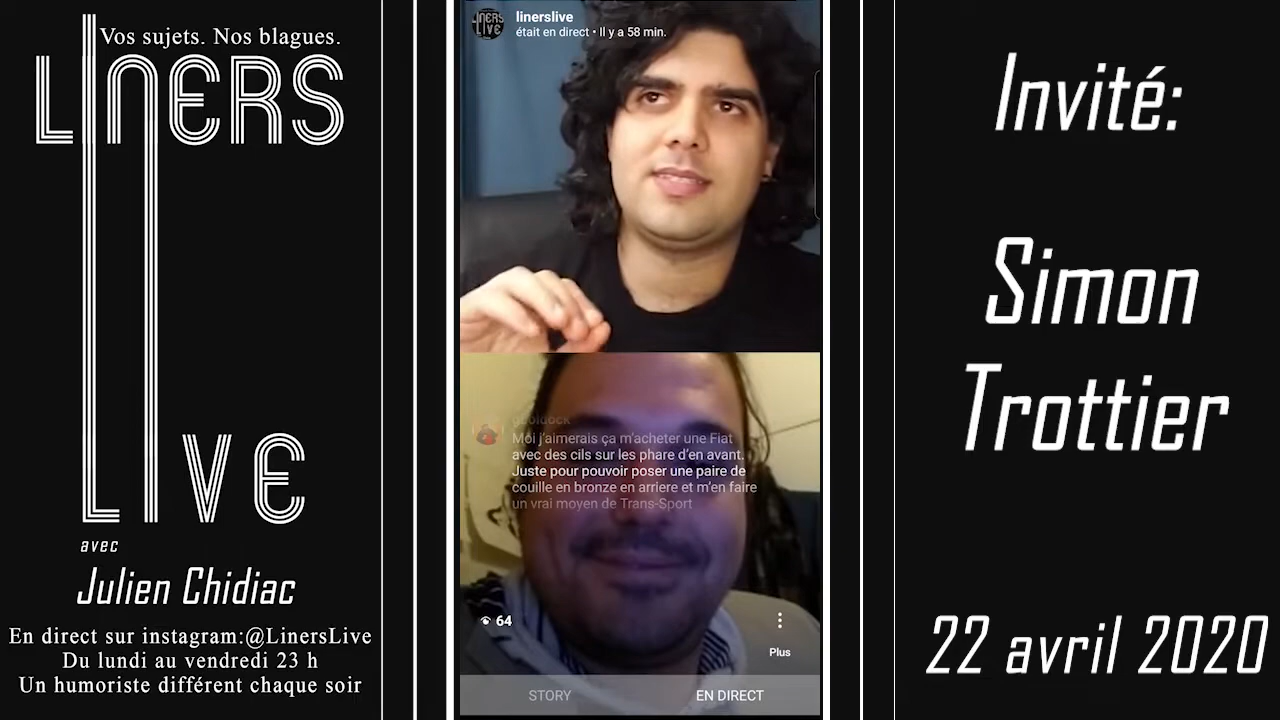 Vos sujets. Nos blagues.
LINERS
LIVE
avec
Julien Chidiac
En direct sur instagram:@LinersLive
Du lundi au vendredi 23 h
Un humoriste différent chaque soir
LINERS
LIVE
linerslive
était en direct • Il y a 58 min.
Moi j'aimerais ça m'acheter une Fiat
avec des cils sur les phare d'en avant.
Juste pour pouvoir poser une paire de
couille en bronze en arriere et m'en faire
un vrai moyen de Trans-Sport
64
Plus
STORY
EN DIRECT
Invité:
Simon
Trottier
22 avril 2020